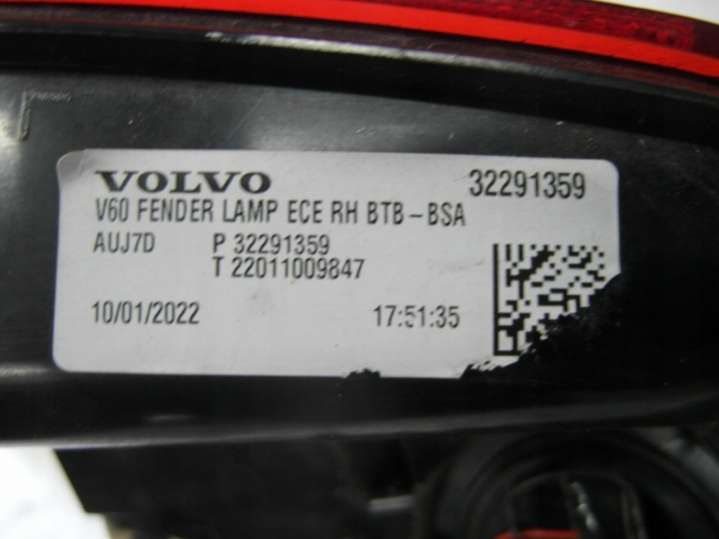 VOLVO 32291359
V60 FENDER LAMP ECE RH BTB-BSA
AUJ7D P 32291359
T 22011009847
10/01/2022 17:51:35